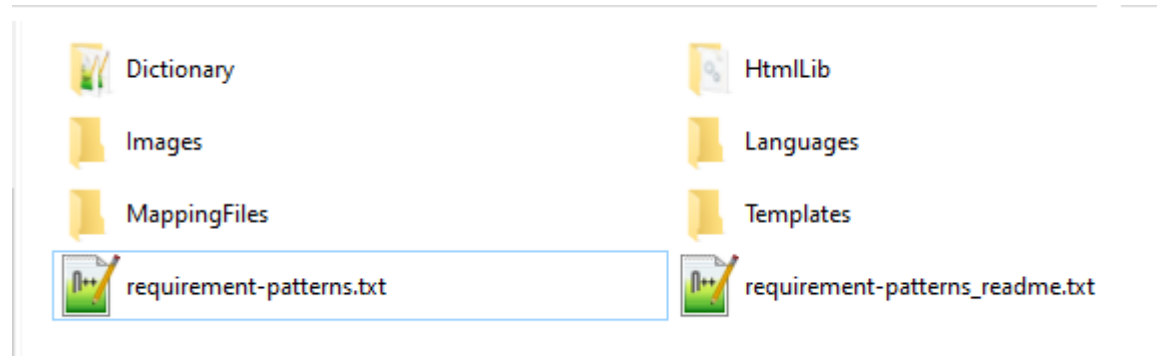 Dictionary
HtmlLib
Images
Languages
MappingFiles
Templates
requirement-patterns.txt
requirement-patterns_readme.txt